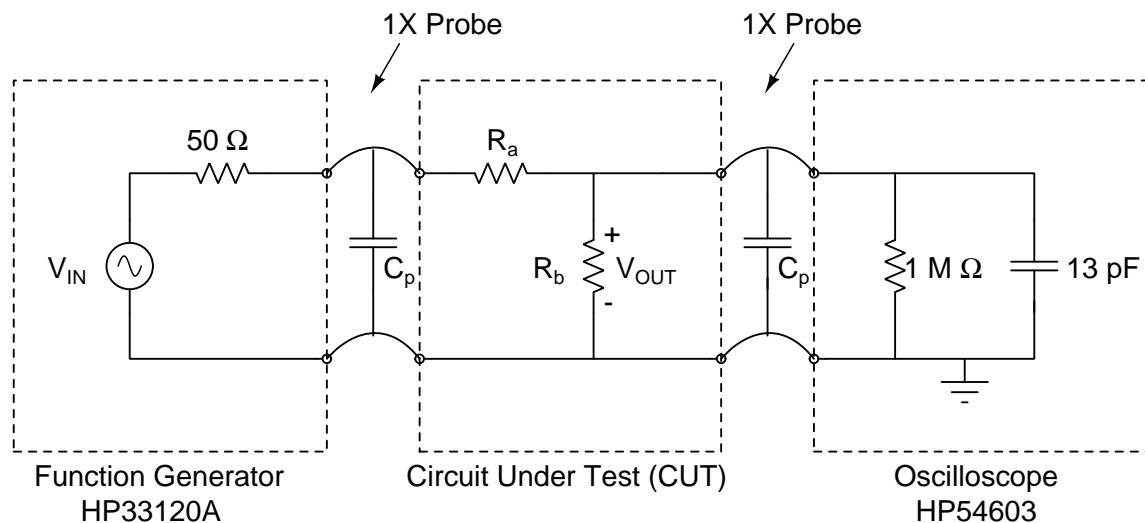 1X Probe
1X Probe
50 Ω
Ra
VIN
Cp
Rb
+
VOUT
-
Cp
1 M Ω
13 pF
Function Generator
HP33120A
Circuit Under Test (CUT)
Oscilloscope
HP54603